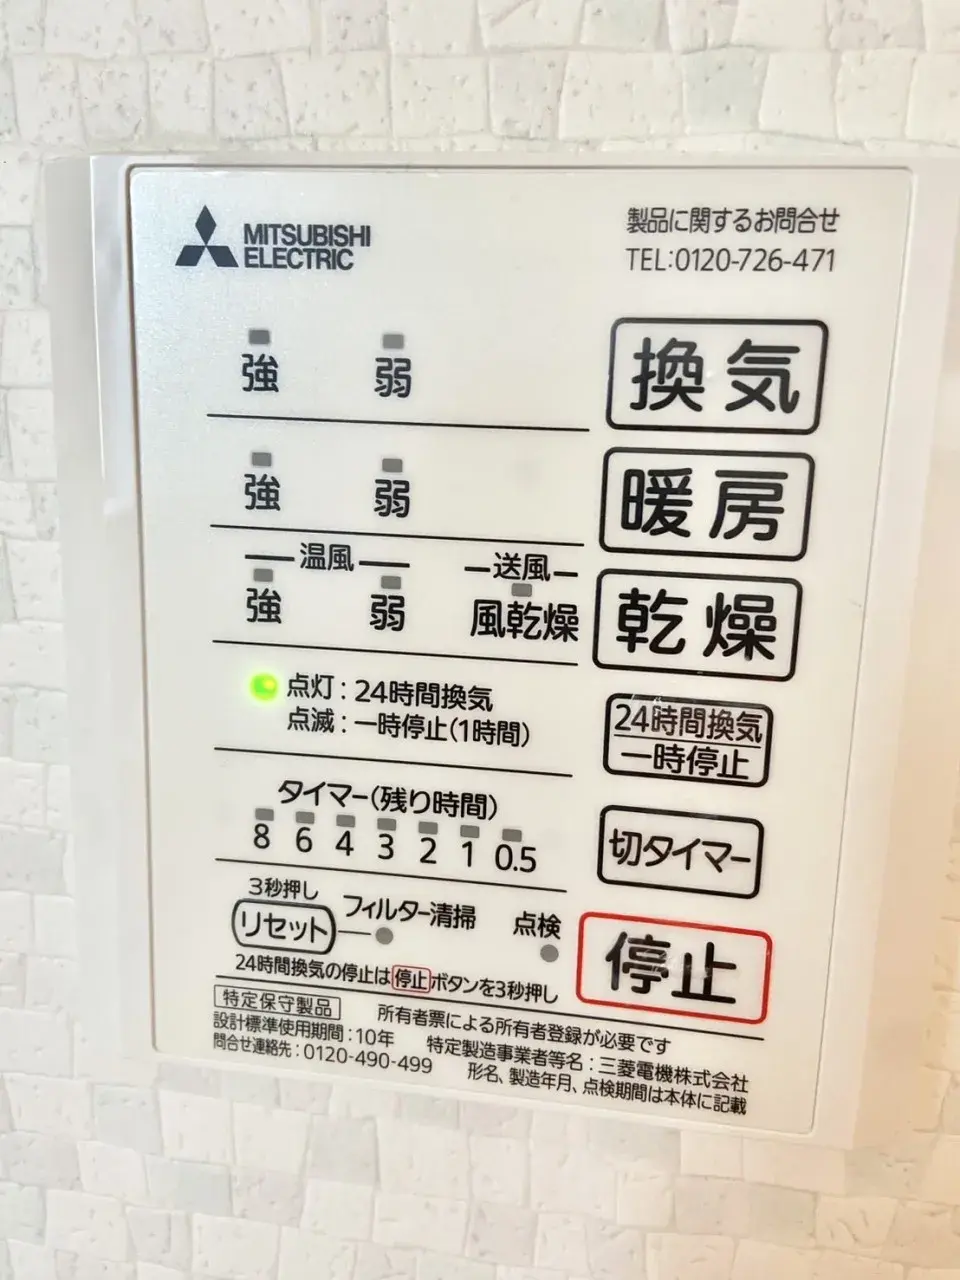 MITSUBISHI
ELECTRIC
製品に関するお問合せ
TEL:0120-726-471
強 弱 換気
強 弱 暖房
温風 送風
強 弱 風乾燥 乾燥
点灯:24時間換気
点滅:一時停止(1時間)
24時間換気
一時停止
タイマー(残り時間)
8 6 4 3 2 1 0.5
切タイマー
3秒押し
リセット フィルター清掃 点検
停止
24時間換気の停止は停止ボタンを3秒押し
特定保守製品 所有者票による所有者登録が必要です
設計標準使用期間:10年 特定製造事業者等名:三菱電機株式会社
問合せ連絡先:0120-490-499 形名、製造年月、点検期間は本体に記載